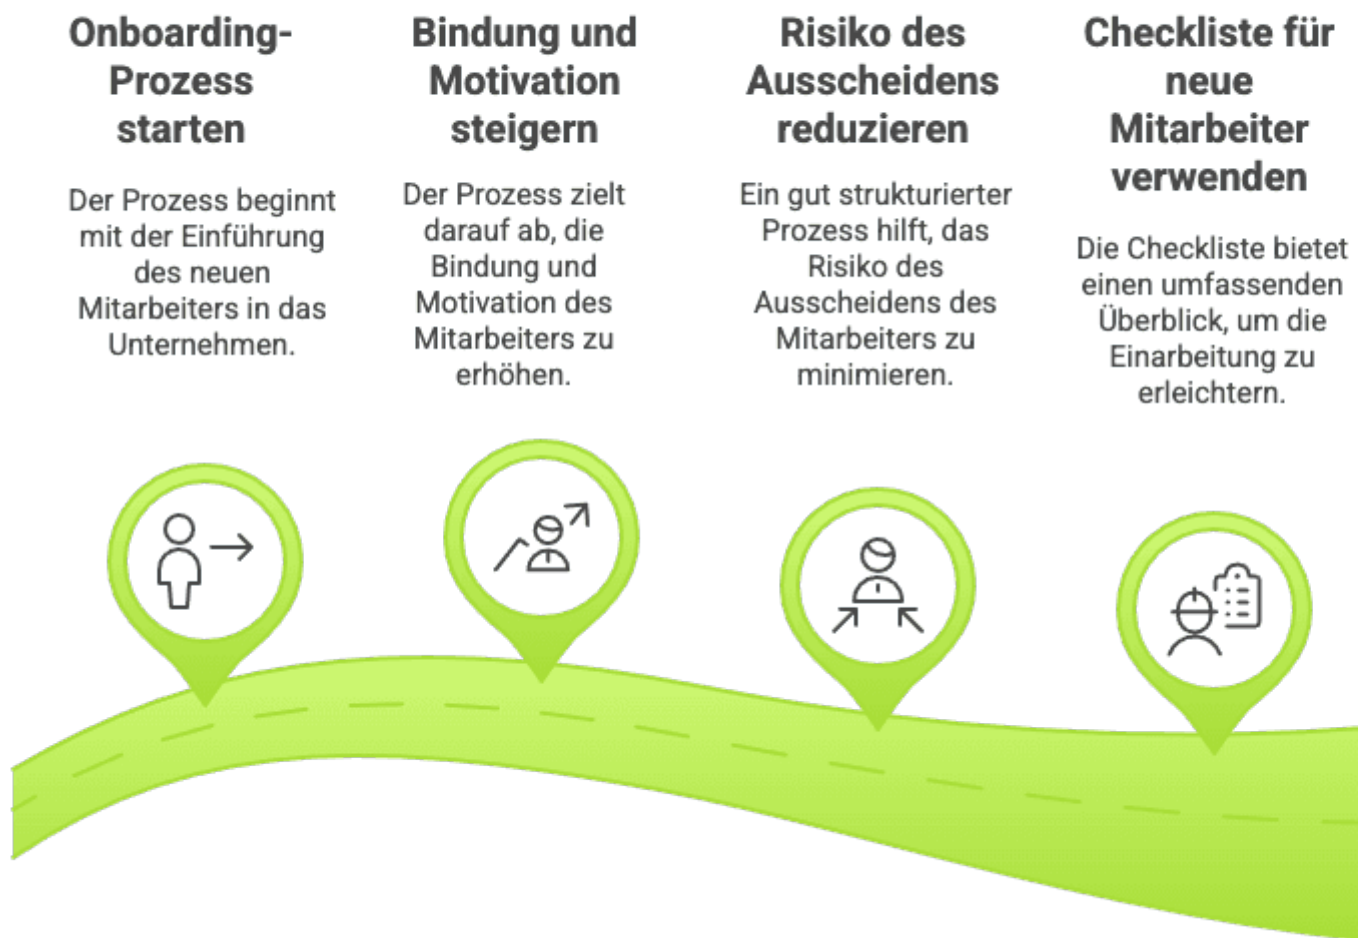 Onboarding-
Prozess
starten
Der Prozess beginnt
mit der Einführung
des neuen
Mitarbeiters in das
Unternehmen.
Bindung und
Motivation
steigern
Der Prozess zielt
darauf ab, die
Bindung und
Motivation des
Mitarbeiters zu
erhöhen.
Risiko des
Ausscheidens
reduzieren
Ein gut strukturierter
Prozess hilft, das
Risiko des
Ausscheidens des
Mitarbeiters zu
minimieren.
Checkliste für
neue
Mitarbeiter
verwenden
Die Checkliste bietet
einen umfassenden
Überblick, um die
Einarbeitung zu
erleichtern.